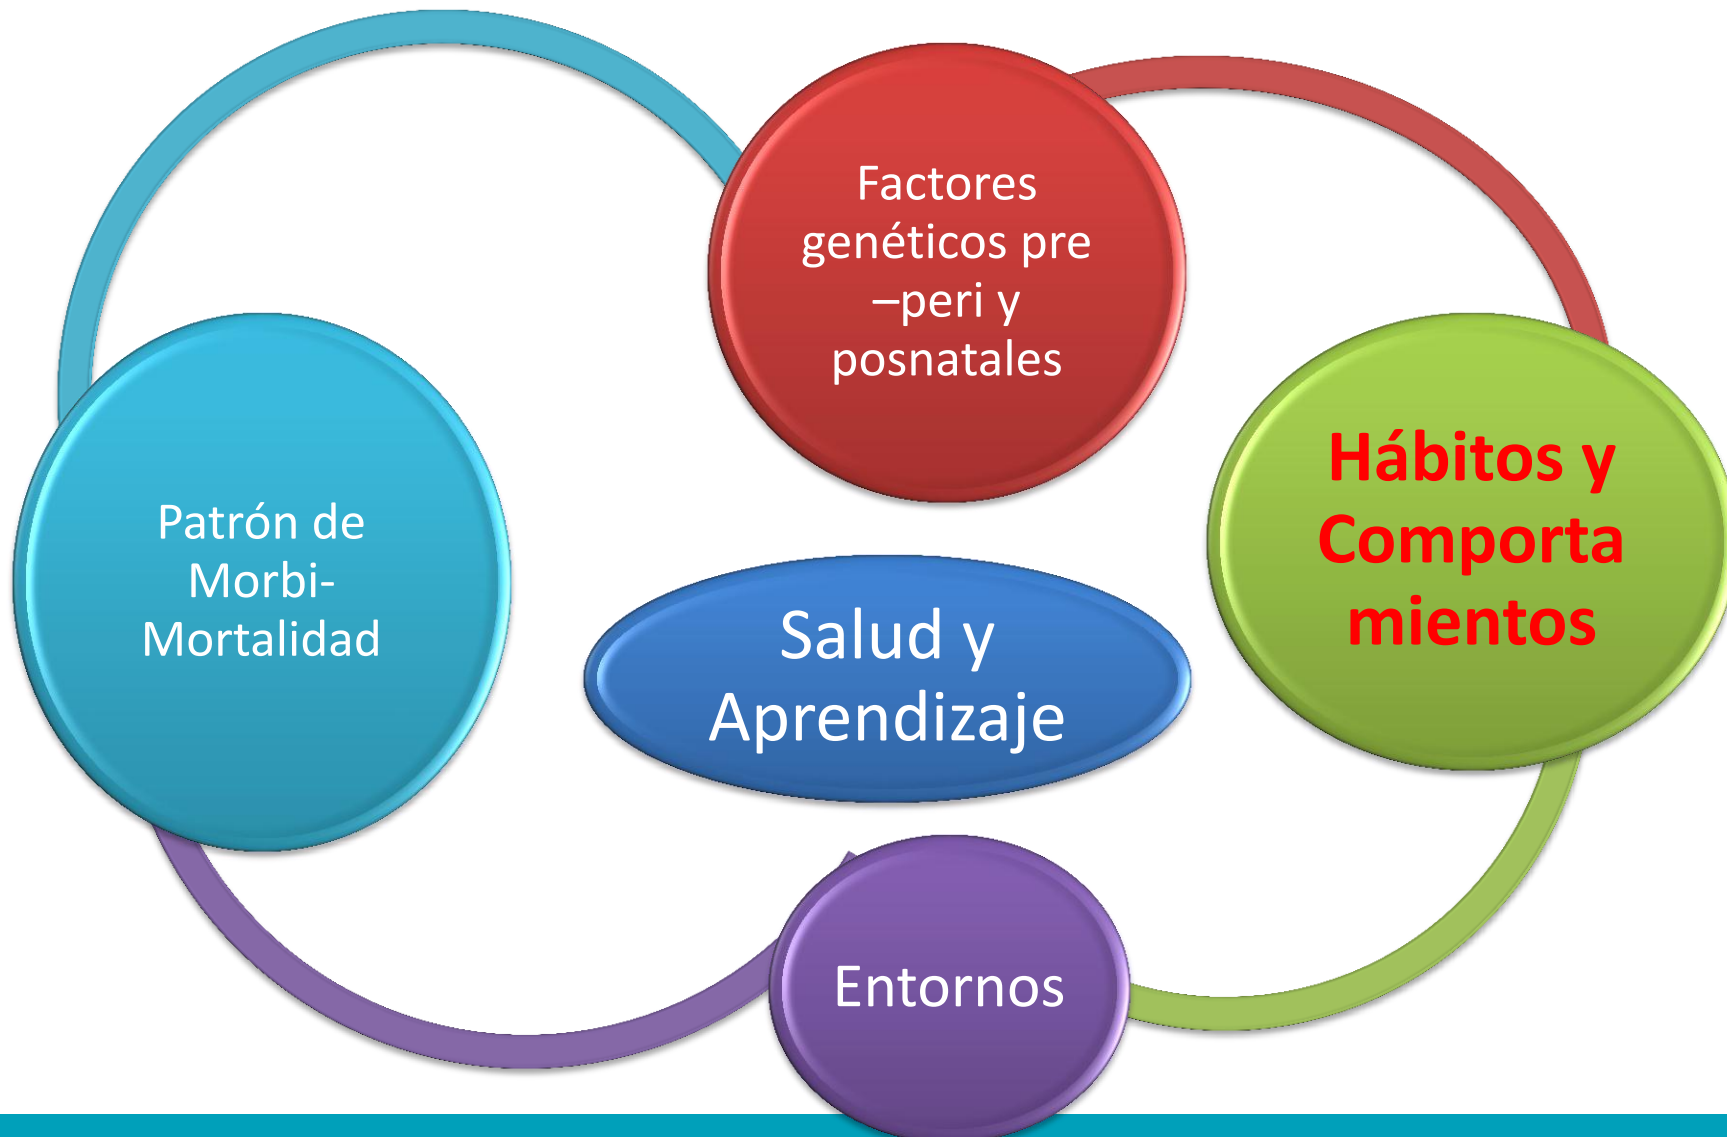 Factores
genéticos pre
–peri y
posnatales
Hábitos y
Comporta
mientos
Patrón de
Morbi-
Mortalidad
Salud y
Aprendizaje
Entornos